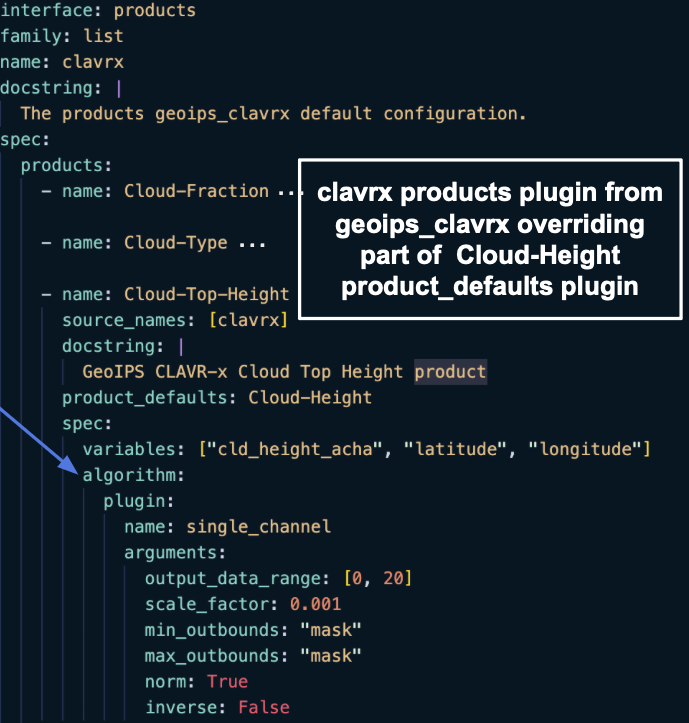 interface: products
family: list
name: clavrx
docstring: |
  The products geoips_clavrx default configuration.
spec:
  products:
    - name: Cloud-Fraction ...
    - name: Cloud-Type ...
    - name: Cloud-Top-Height
      source_names: [clavrx]
      docstring: |
        GeoIPS CLAVR-x Cloud Top Height product
      product_defaults: Cloud-Height
      spec:
        variables: ["cld_height_acha", "latitude", "longitude"]
        algorithm:
          plugin:
            name: single_channel
            arguments:
              output_data_range: [0, 20]
              scale_factor: 0.001
              min_outbounds: "mask"
              max_outbounds: "mask"
              norm: True
              inverse: False
clavrx products plugin from
geoips_clavrx overriding
part of  Cloud-Height
product_defaults plugin